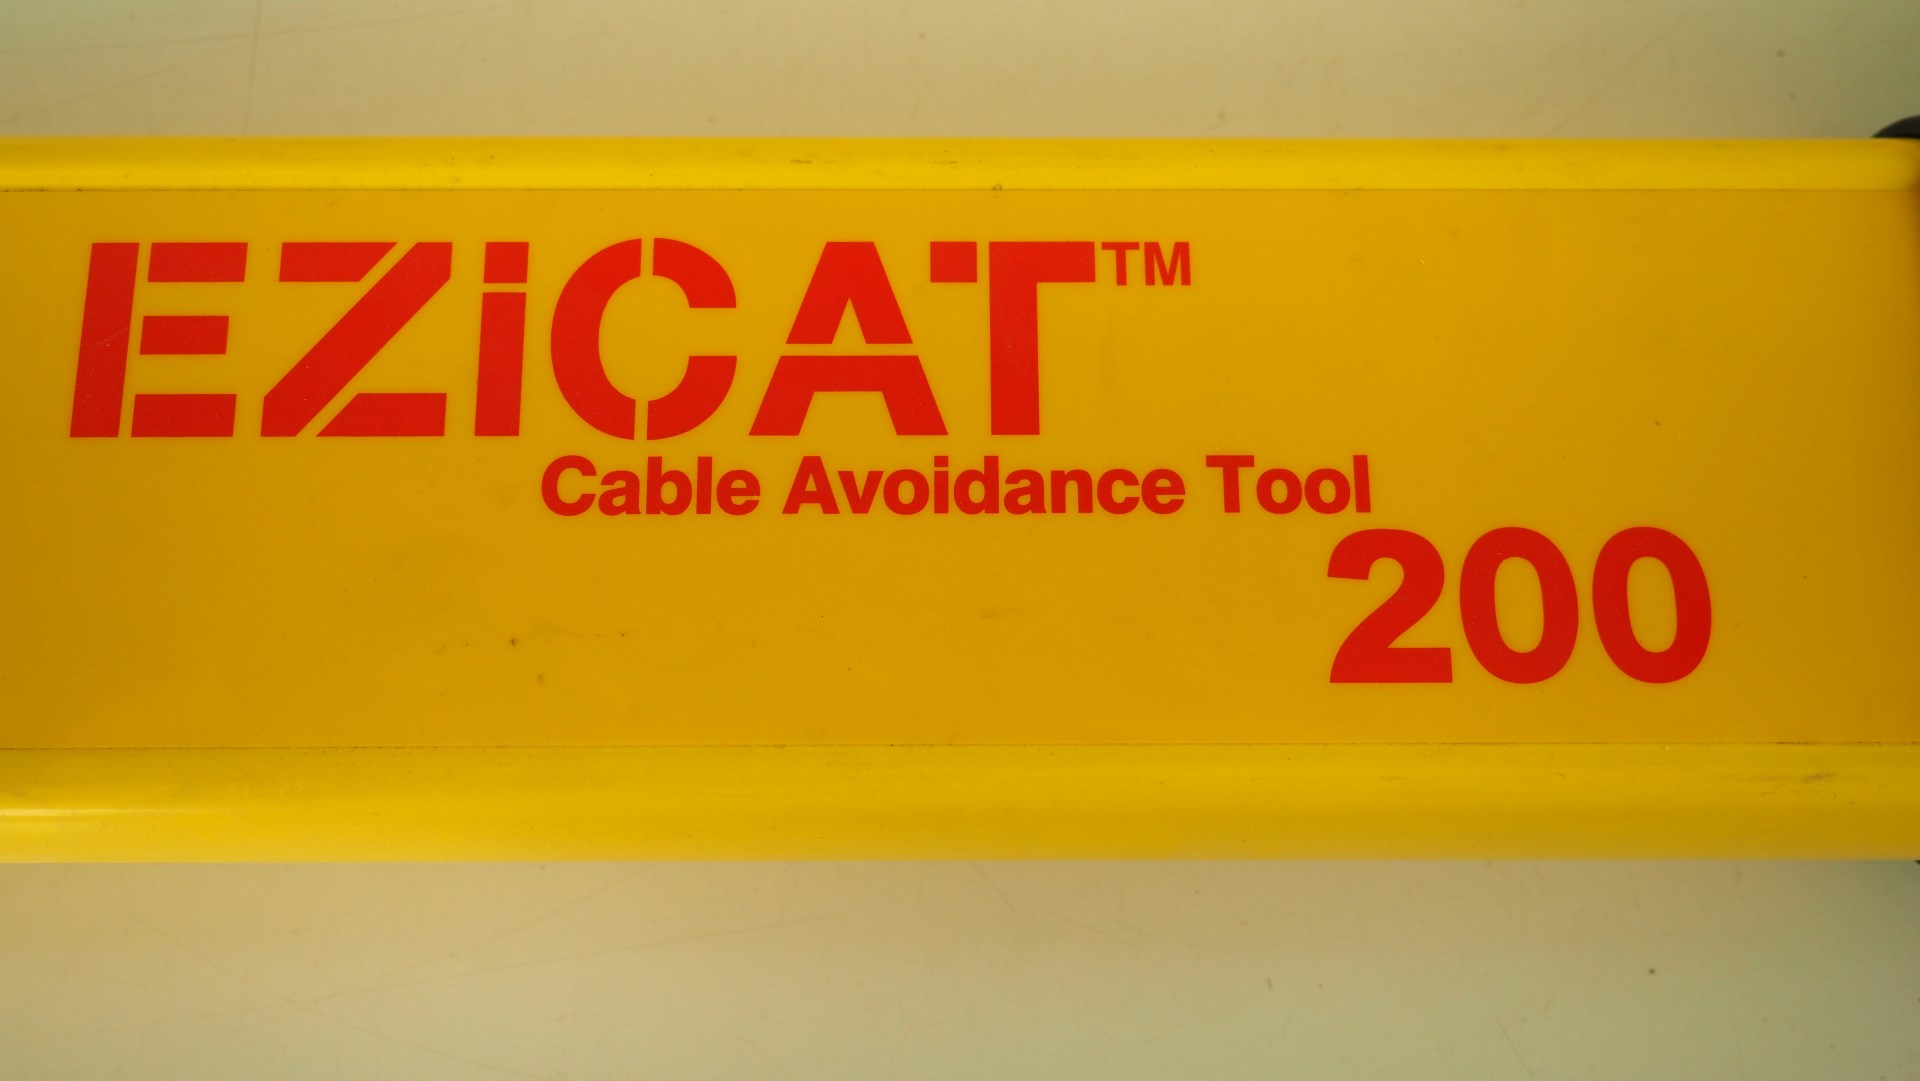 EZiCAT™
Cable Avoidance Tool
200